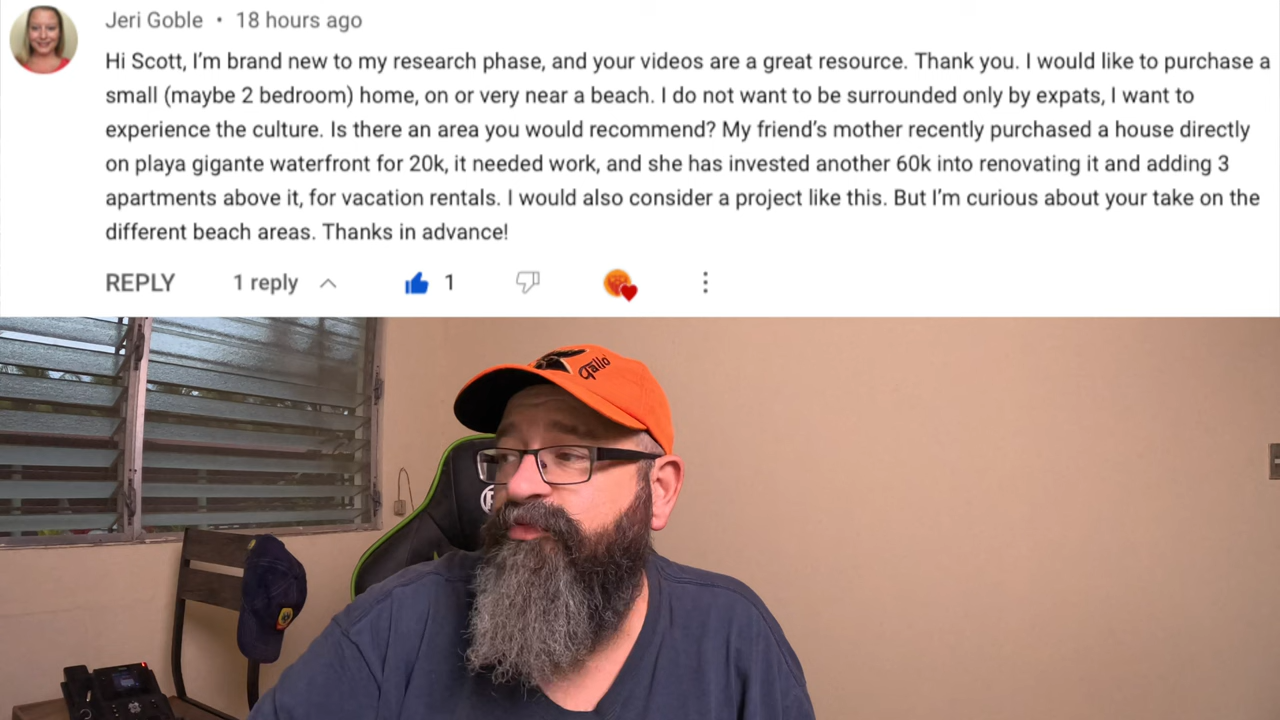 Jeri Goble • 18 hours ago
Hi Scott, I’m brand new to my research phase, and your videos are a great resource. Thank you. I would like to purchase a
small (maybe 2 bedroom) home, on or very near a beach. I do not want to be surrounded only by expats, I want to
experience the culture. Is there an area you would recommend? My friend’s mother recently purchased a house directly
on playa gigante waterfront for 20k, it needed work, and she has invested another 60k into renovating it and adding 3
apartments above it, for vacation rentals. I would also consider a project like this. But I’m curious about your take on the
different beach areas. Thanks in advance!
REPLY 1 reply 1
Gallo